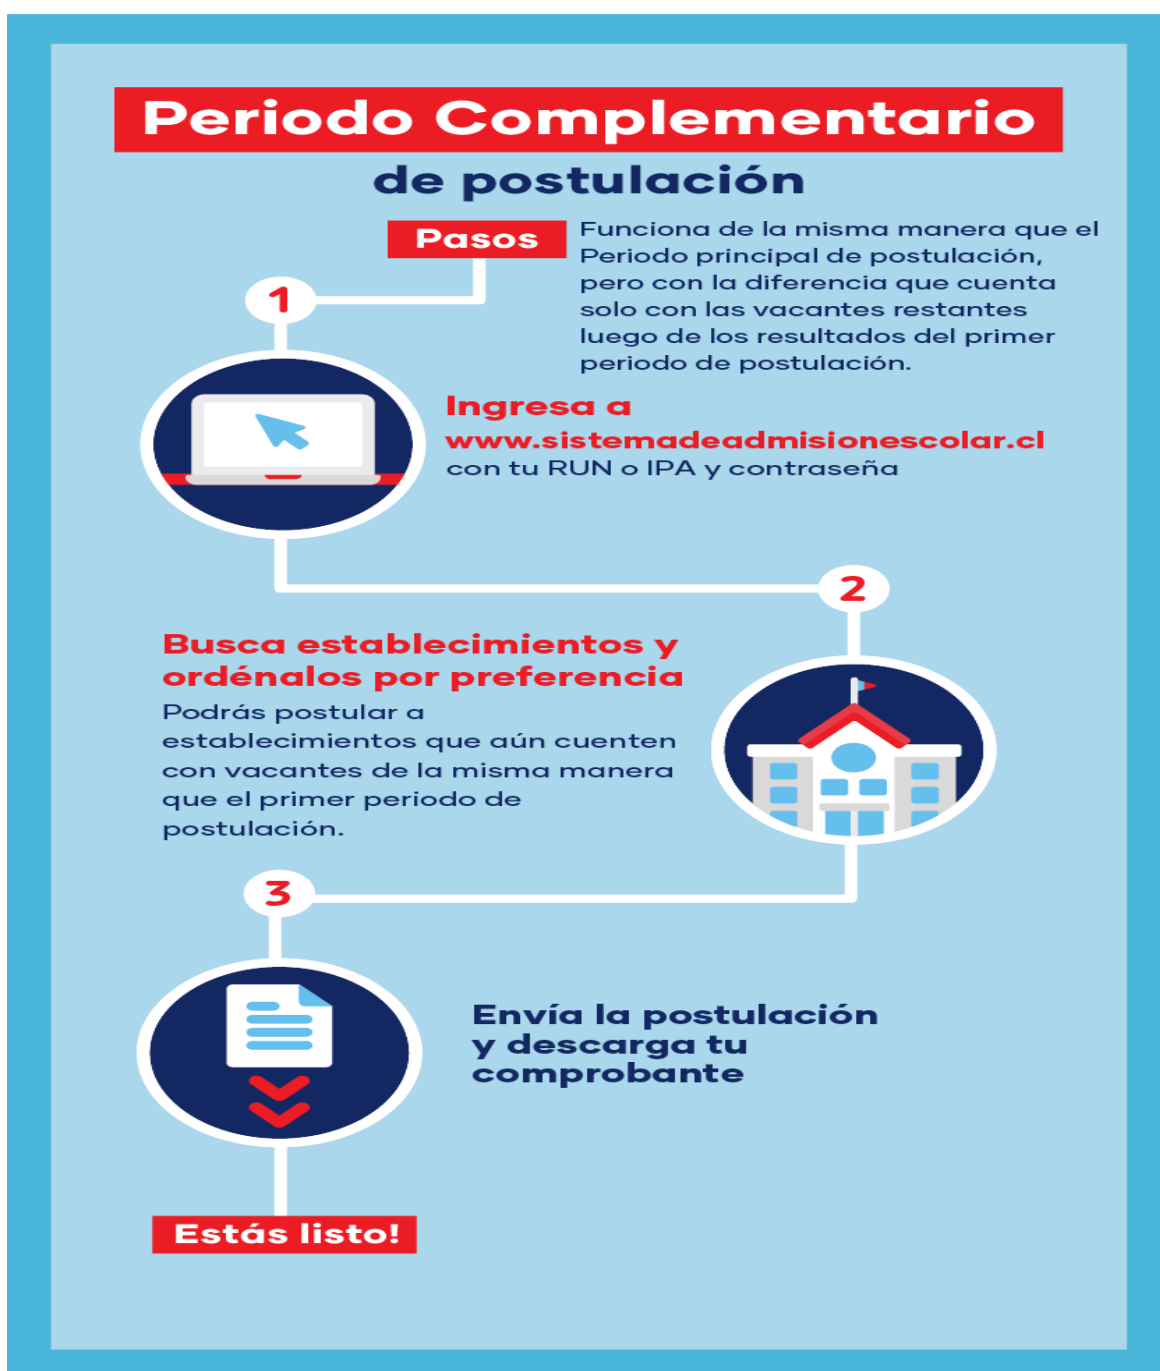 Periodo Complementario
de postulación
Pasos
Funciona de la misma manera que el
Periodo principal de postulación,
pero con la diferencia que cuenta
solo con las vacantes restantes
luego de los resultados del primer
periodo de postulación.
1
Ingresa a
www.sistemadeadmisionescolar.cl
con tu RUN o IPA y contraseña
2
Busca establecimientos y
ordénalos por preferencia
Podrás postular a
establecimientos que aún cuenten
con vacantes de la misma manera
que el primer periodo de
postulación.
3
Envía la postulación
y descarga tu
comprobante
Estás listo!